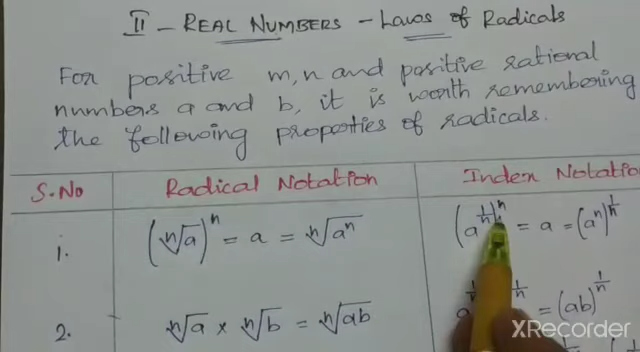 II - REAL NUMBERS - Laws of Radicals
For positive m, n and positive rational
numbers a and b, it is worth remembering
the following properties of radicals.
S.No Radical Notation Index Notatio
1. (ⁿ√a)ⁿ = a = ⁿ√aⁿ (a^1/n)^n = a = (aⁿ)^1/n
2. ⁿ√a × ⁿ√b = ⁿ√ab = (ab)^1/n
XRecorder